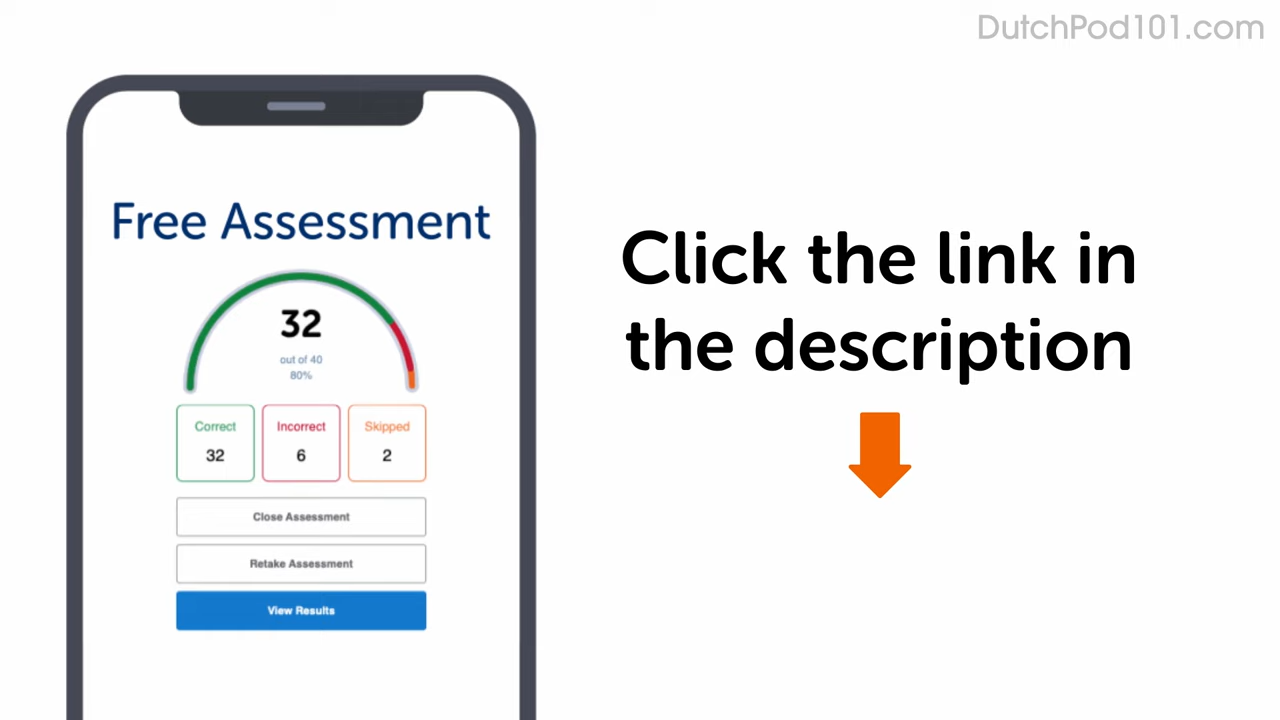 DutchPod101.com
Free Assessment
32
out of 40
80%
Correct
32
Incorrect
6
Skipped
2
Close Assessment
Retake Assessment
View Results
Click the link in
the description